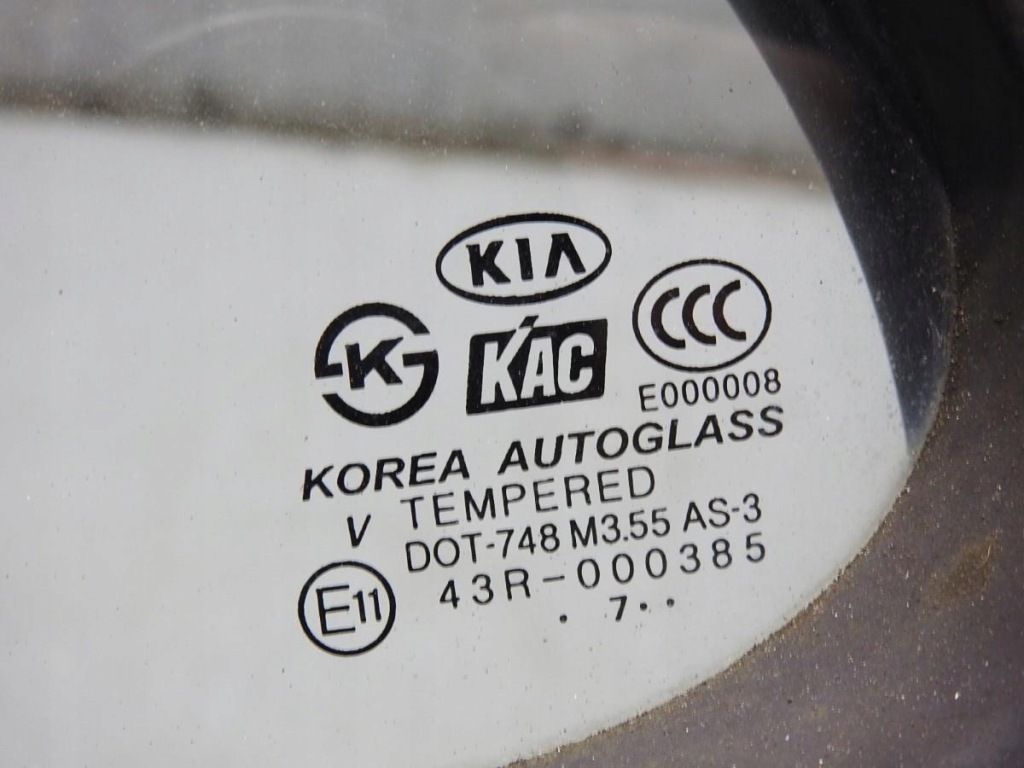 KIA
K
KAC
CCC
E000008
KOREA AUTOGLASS
V TEMPERED
DOT-748 M3.55 AS-3
E11
43R-000385
. 7..